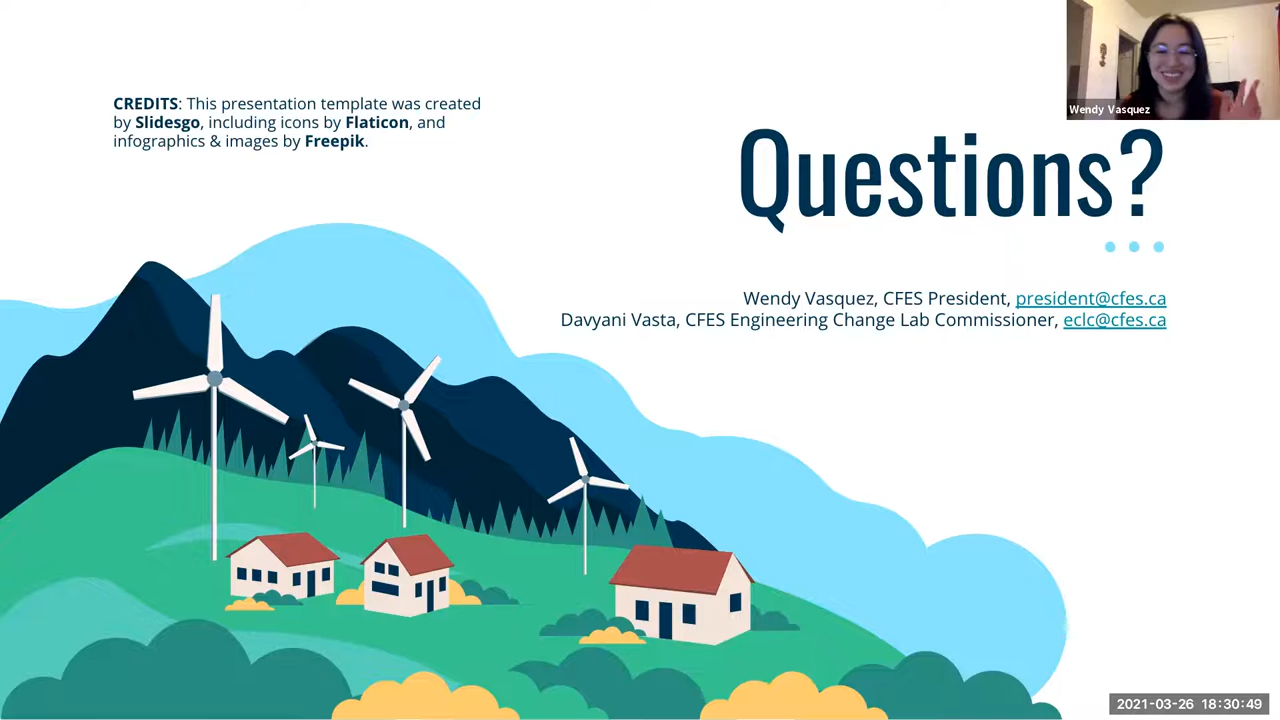 CREDITS: This presentation template was created
by Slidesgo, including icons by Flaticon, and
infographics & images by Freepik.
Wendy Vasquez
Questions?
Wendy Vasquez, CFES President, president@cfes.ca
Davyani Vasta, CFES Engineering Change Lab Commissioner, eclc@cfes.ca
2021-03-26 18:30:49